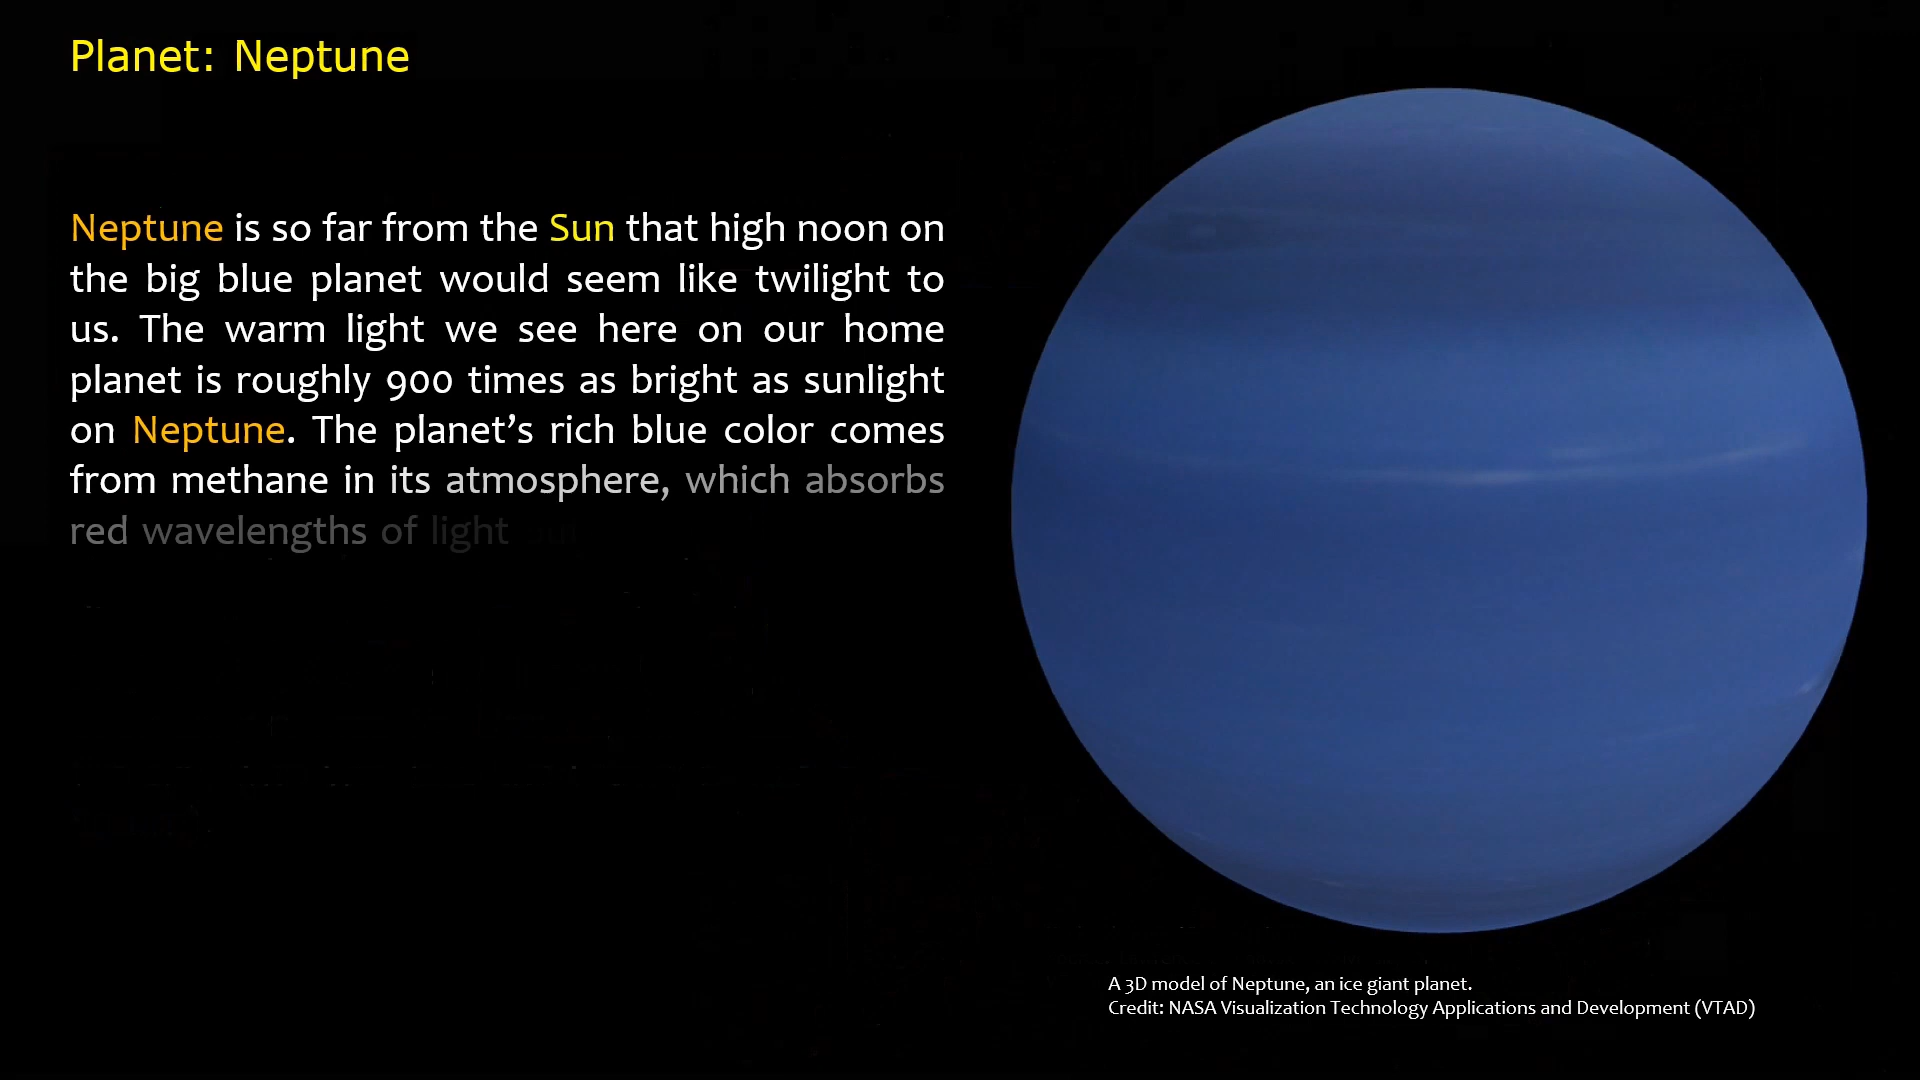 Planet: Neptune
Neptune is so far from the Sun that high noon on
the big blue planet would seem like twilight to
us. The warm light we see here on our home
planet is roughly 900 times as bright as sunlight
on Neptune. The planet’s rich blue color comes
from methane in its atmosphere, which absorbs
red wavelengths of light
A 3D model of Neptune, an ice giant planet.
Credit: NASA Visualization Technology Applications and Development (VTAD)